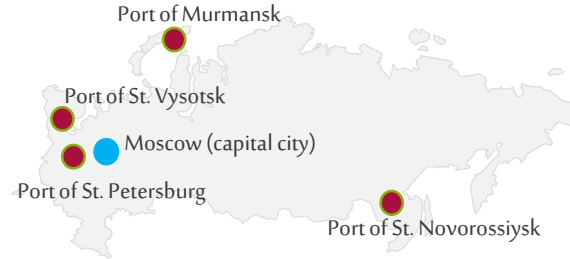 Port of Murmansk
Port of St. Vysotsk
Moscow (capital city)
Port of St. Petersburg
Port of St. Novorossiysk